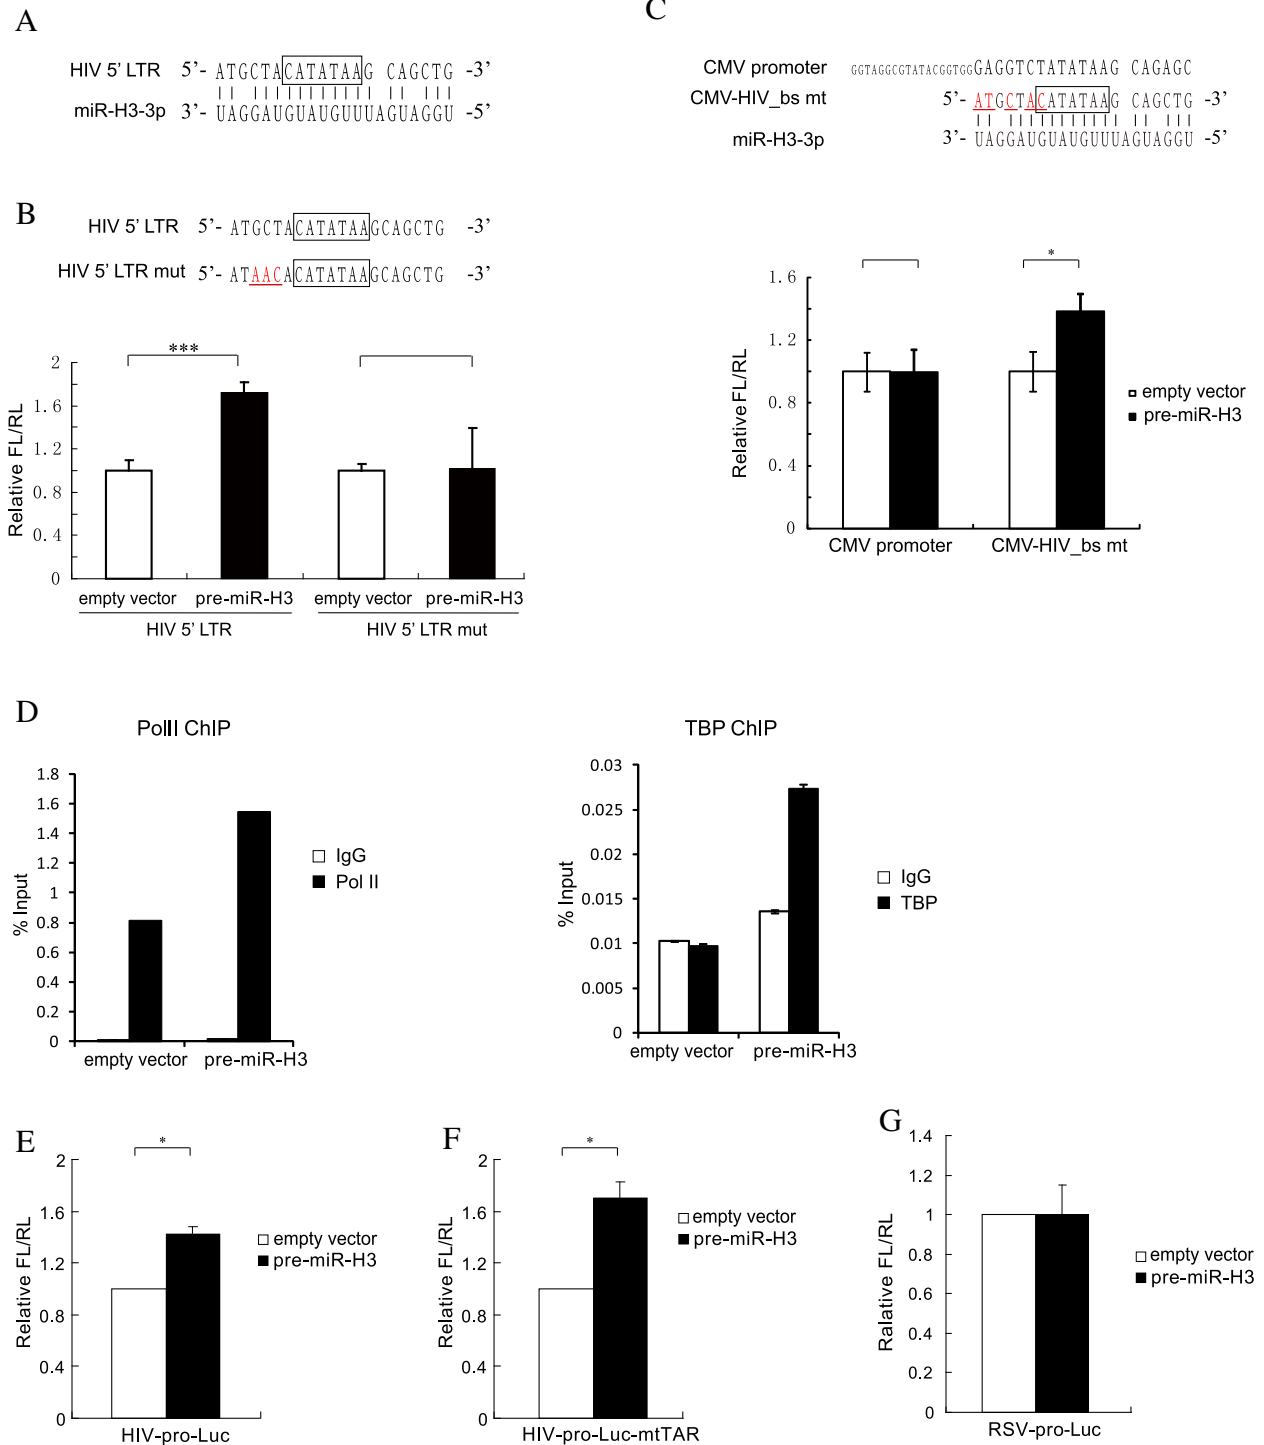 A
HIV 5' LTR 5'- ATGCTACATATAAG CAGCTG -3'
miR-H3-3p 3'- UAGGAUGUAUGUUUAGUAGGU -5'
B
HIV 5' LTR 5'- ATGCTACATATAAGCAGCTG -3'
HIV 5' LTR mut 5'- ATAACACATATAAGCAGCTG -3'
***
Relative FL/RL
2
1.6
1.2
0.8
0.4
0
empty vector pre-miR-H3 empty vector pre-miR-H3
HIV 5' LTR HIV 5' LTR mut
C
CMV promoter GGTAGGCGTATACGGTGGGAGGTCTATATAAG CAGAGC
CMV-HIV_bs mt 5'- ATGCTACATATAAG CAGCTG -3'
miR-H3-3p 3'- UAGGAUGUAUGUUUAGUAGGU -5'
*
Relative FL/RL
1.6
1.2
0.8
0.4
0
CMV promoter CMV-HIV_bs mt
empty vector
pre-miR-H3
D
PolII ChIP
% Input
1.8
1.6
1.4
1.2
1
0.8
0.6
0.4
0.2
0
empty vector pre-miR-H3
IgG
Pol II
TBP ChIP
% Input
0.03
0.025
0.02
0.015
0.01
0.005
0
empty vector pre-miR-H3
IgG
TBP
E
*
Relative FL/RL
2
1.6
1.2
0.8
0.4
0
HIV-pro-Luc
empty vector
pre-miR-H3
F
*
Relative FL/RL
2
1.6
1.2
0.8
0.4
0
HIV-pro-Luc-mtTAR
empty vector
pre-miR-H3
G
Ralative FL/RL
1.4
1.2
1
0.8
0.6
0.4
0.2
0
RSV-pro-Luc
empty vector
pre-miR-H3